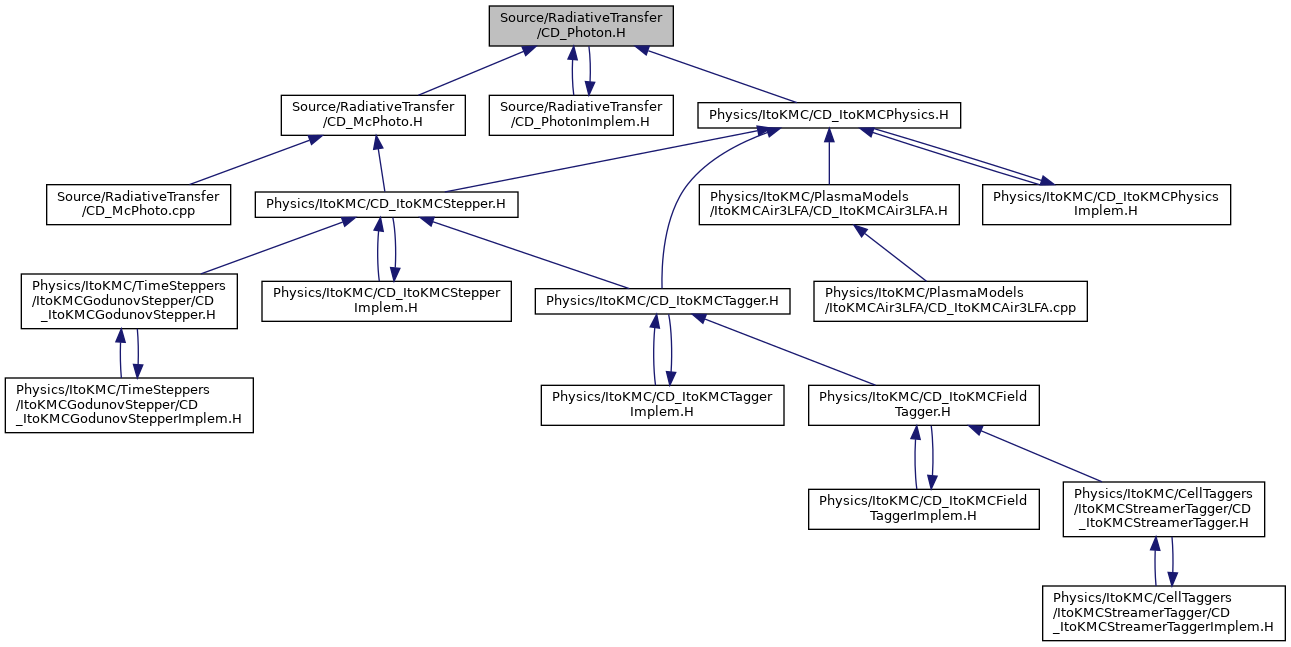 Source/RadiativeTransfer
/CD_Photon.H
Source/RadiativeTransfer
/CD_McPhoto.H
Source/RadiativeTransfer
/CD_PhotonImplem.H
Physics/ItoKMC/CD_ItoKMCPhysics.H
Source/RadiativeTransfer
/CD_McPhoto.cpp
Physics/ItoKMC/CD_ItoKMCStepper.H
Physics/ItoKMC/PlasmaModels
/ItoKMCAir3LFA/CD_ItoKMCAir3LFA.H
Physics/ItoKMC/CD_ItoKMCPhysics
Implem.H
Physics/ItoKMC/TimeSteppers
/ItoKMCGodunovStepper/CD
_ItoKMCGodunovStepper.H
Physics/ItoKMC/CD_ItoKMCStepper
Implem.H
Physics/ItoKMC/CD_ItoKMCTagger.H
Physics/ItoKMC/PlasmaModels
/ItoKMCAir3LFA/CD_ItoKMCAir3LFA.cpp
Physics/ItoKMC/TimeSteppers
/ItoKMCGodunovStepper/CD
_ItoKMCGodunovStepperImplem.H
Physics/ItoKMC/CD_ItoKMCTagger
Implem.H
Physics/ItoKMC/CD_ItoKMCField
Tagger.H
Physics/ItoKMC/CD_ItoKMCField
TaggerImplem.H
Physics/ItoKMC/CellTaggers
/ItoKMCStreamerTagger/CD
_ItoKMCStreamerTagger.H
Physics/ItoKMC/CellTaggers
/ItoKMCStreamerTagger/CD
_ItoKMCStreamerTaggerImplem.H